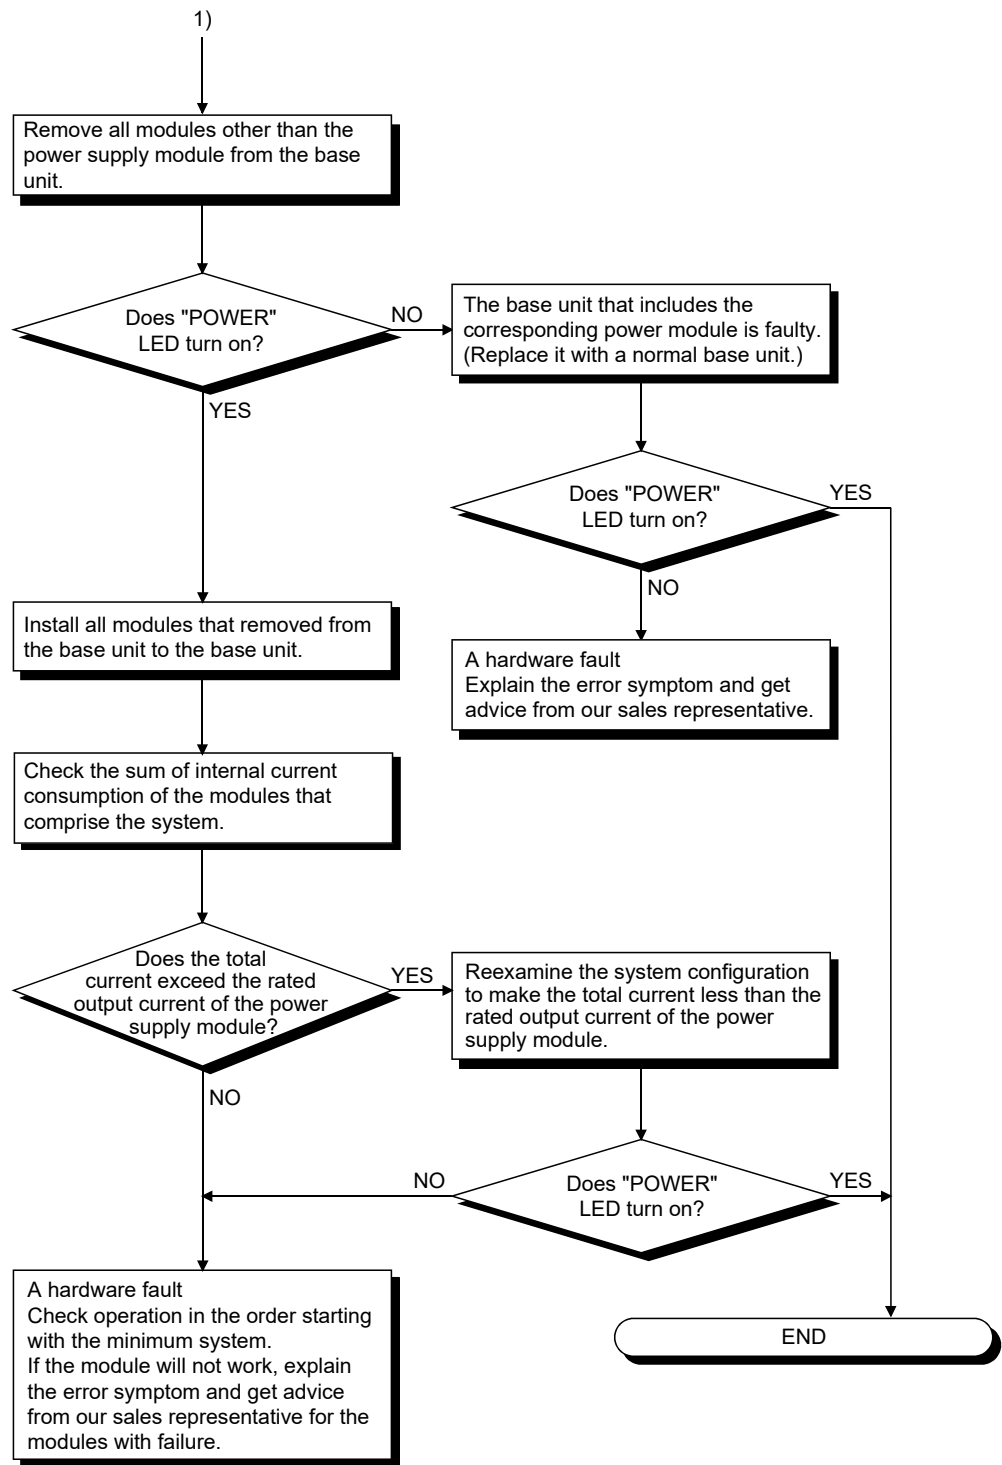 1)
Remove all modules other than the
power supply module from the base
unit.
Does "POWER"
LED turn on?
NO
YES
The base unit that includes the
corresponding power module is faulty.
(Replace it with a normal base unit.)
Does "POWER"
LED turn on?
YES
NO
A hardware fault
Explain the error symptom and get
advice from our sales representative.
Install all modules that removed from
the base unit to the base unit.
Check the sum of internal current
consumption of the modules that
comprise the system.
Does the total
current exceed the rated
output current of the power
supply module?
YES
NO
Reexamine the system configuration
to make the total current less than the
rated output current of the power
supply module.
Does "POWER"
LED turn on?
NO
YES
A hardware fault
Check operation in the order starting
with the minimum system.
If the module will not work, explain
the error symptom and get advice
from our sales representative for the
modules with failure.
END